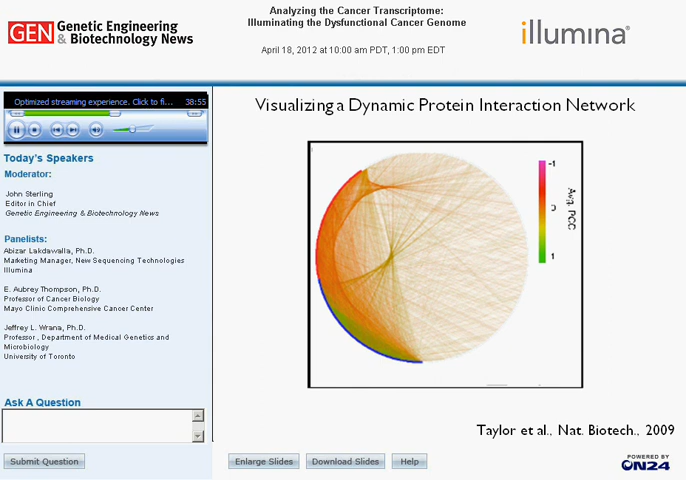 GEN Genetic Engineering
& Biotechnology News
Analyzing the Cancer Transcriptome:
Illuminating the Dysfunctional Cancer Genome
April 18, 2012 at 10:00 am PDT, 1:00 pm EDT
illumina®
Optimized streaming experience. Click to fi... 38:55
Today's Speakers
Moderator:
John Sterling
Editor in Chief
Genetic Engineering & Biotechnology News
Panelists:
Abizar Lakdawalla, Ph.D.
Marketing Manager, New Sequencing Technologies
Illumina
E. Aubrey Thompson, Ph.D.
Professor of Cancer Biology
Mayo Clinic Comprehensive Cancer Center
Jeffrey L. Wrana, Ph.D.
Professor , Department of Medical Genetics and
Microbiology
University of Toronto
Ask A Question
Submit Question
Visualizing a Dynamic Protein Interaction Network
-1
0
1
Avg. PCC
Taylor et al., Nat. Biotech., 2009
Enlarge Slides
Download Slides
Help
POWERED BY
ON24